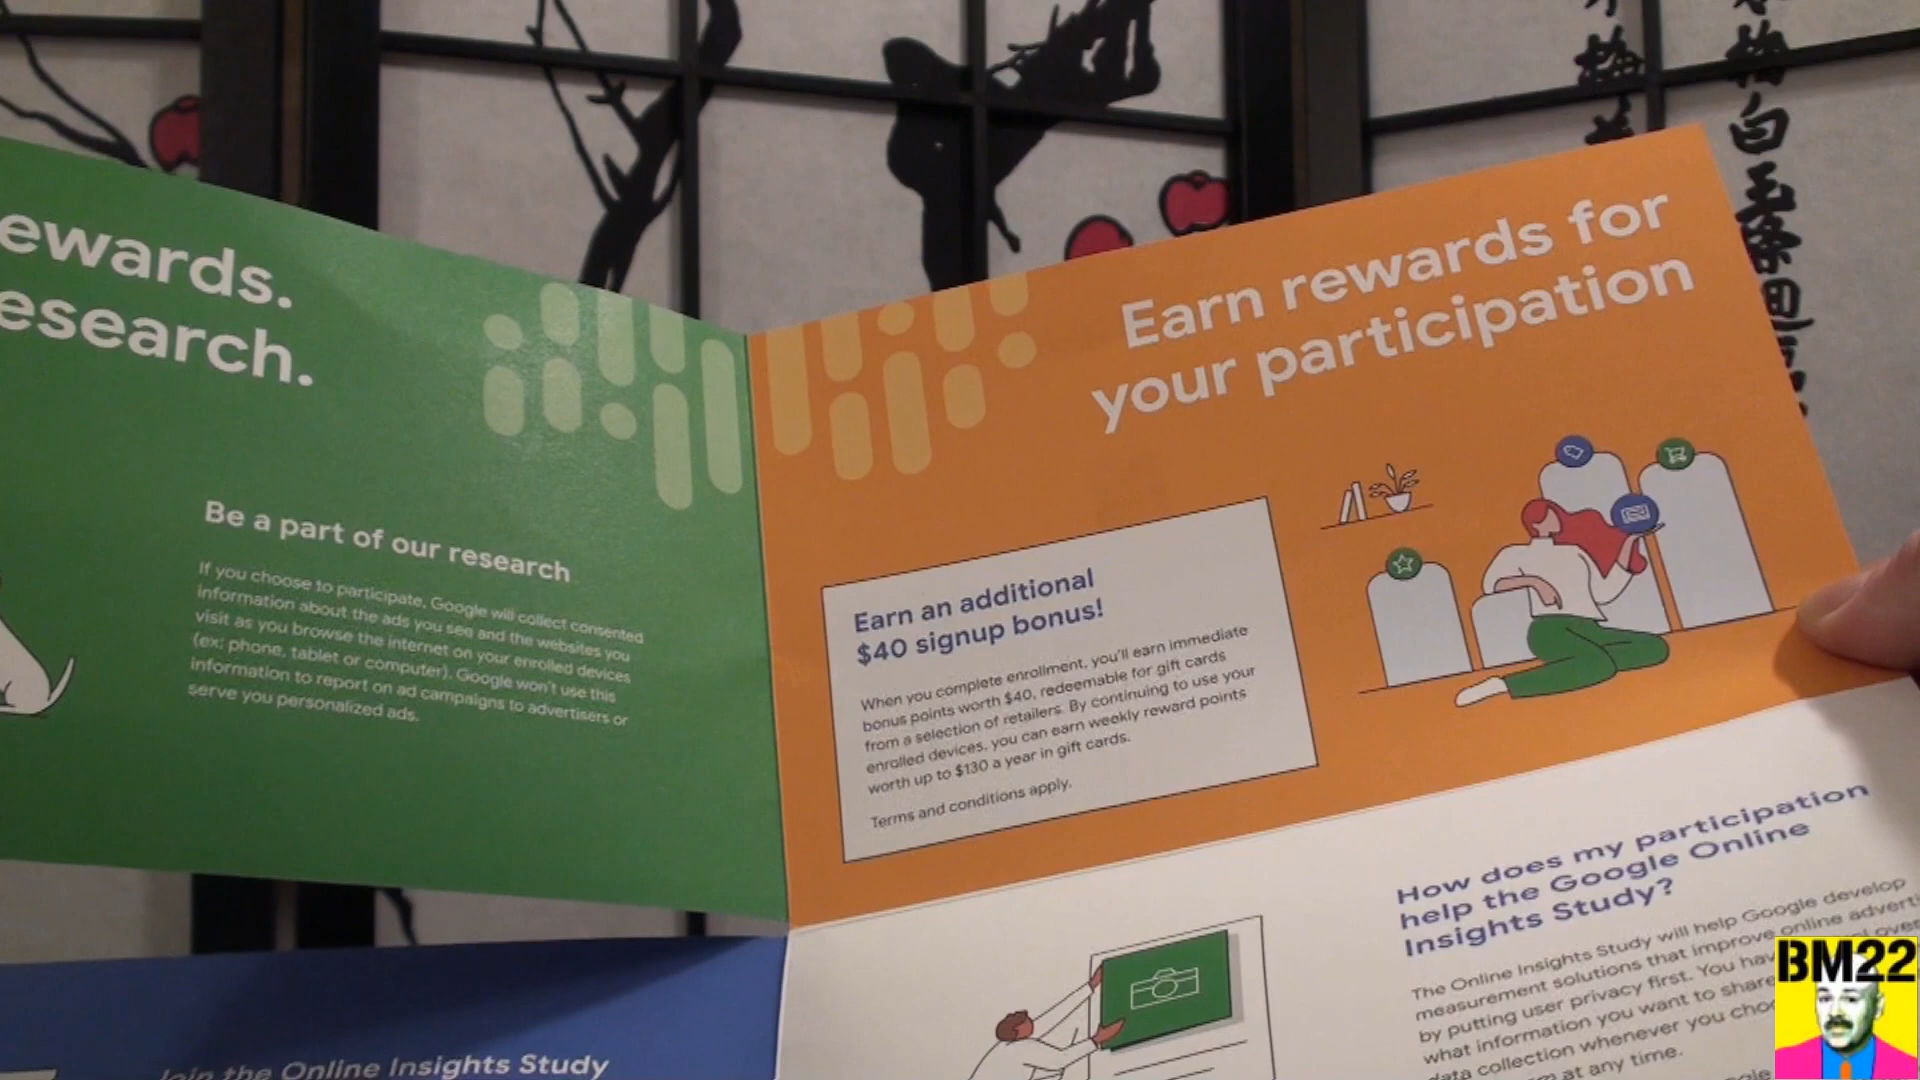 ewards.
esearch.
Be a part of our research
If you choose to participate, Google will collect consented
information about the ads you see and the websites you
visit as you browse the internet on your enrolled devices
(ex; phone, tablet or computer). Google won't use this
information to report on ad campaigns to advertisers or
serve you personalized ads.
Earn rewards for
your participation
Earn an additional
$40 signup bonus!
When you complete enrollment, you'll earn immediate
bonus points worth $40, redeemable for gift cards
from a selection of retailers. By continuing to use your
enrolled devices, you can earn weekly reward points
worth up to $130 a year in gift cards.
Terms and conditions apply.
How does my participation
help the Google Online
Insights Study?
The Online Insights Study will help Google develop
measurement solutions that improve online adverti
by putting user privacy first. You hav
what information you want to share
data collection whenever you choo
at any time.
Join the Online Insights Study
BM22
梅
白
玉
条